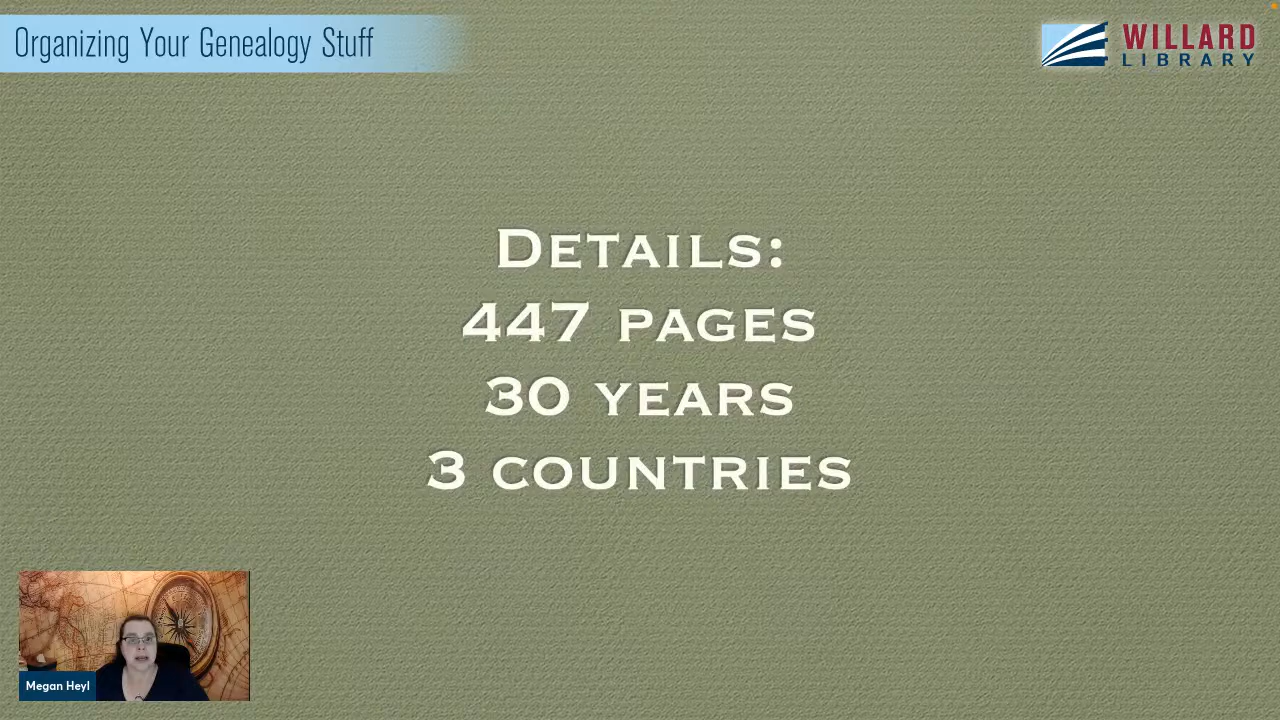 Organizing Your Genealogy Stuff
WILLARD
LIBRARY
DETAILS:
447 PAGES
30 YEARS
3 COUNTRIES
Megan Heyl